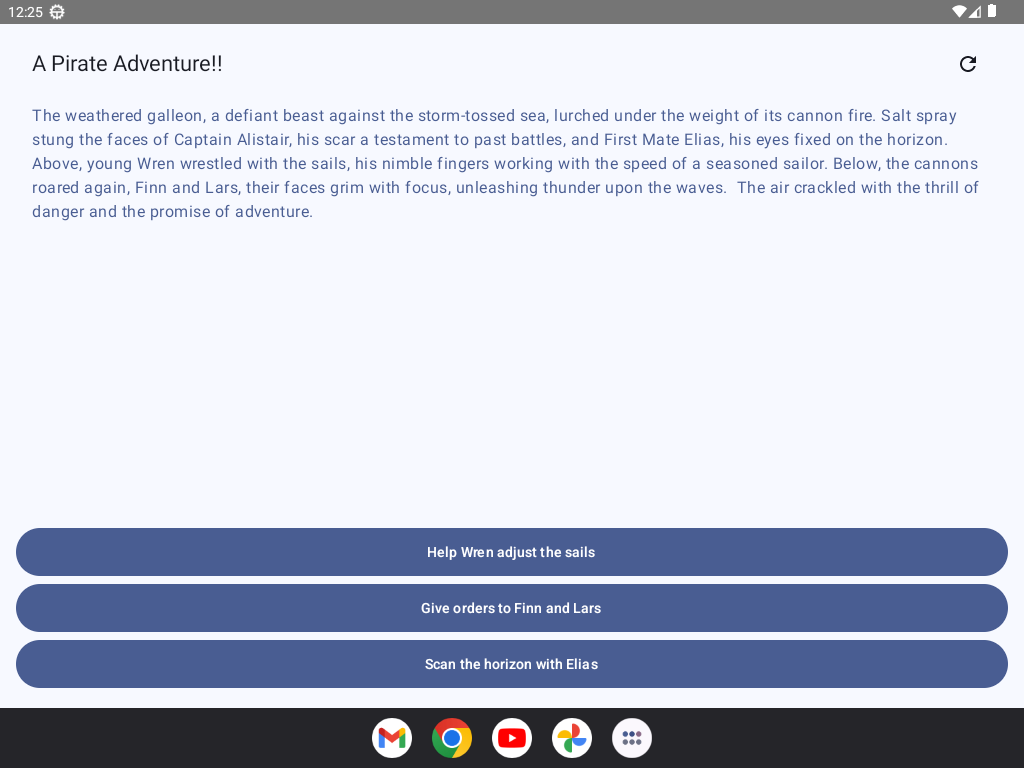 12:25
A Pirate Adventure!!
The weathered galleon, a defiant beast against the storm-tossed sea, lurched under the weight of its cannon fire. Salt spray
stung the faces of Captain Alistair, his scar a testament to past battles, and First Mate Elias, his eyes fixed on the horizon.
Above, young Wren wrestled with the sails, his nimble fingers working with the speed of a seasoned sailor. Below, the cannons
roared again, Finn and Lars, their faces grim with focus, unleashing thunder upon the waves.  The air crackled with the thrill of
danger and the promise of adventure.
Help Wren adjust the sails
Give orders to Finn and Lars
Scan the horizon with Elias